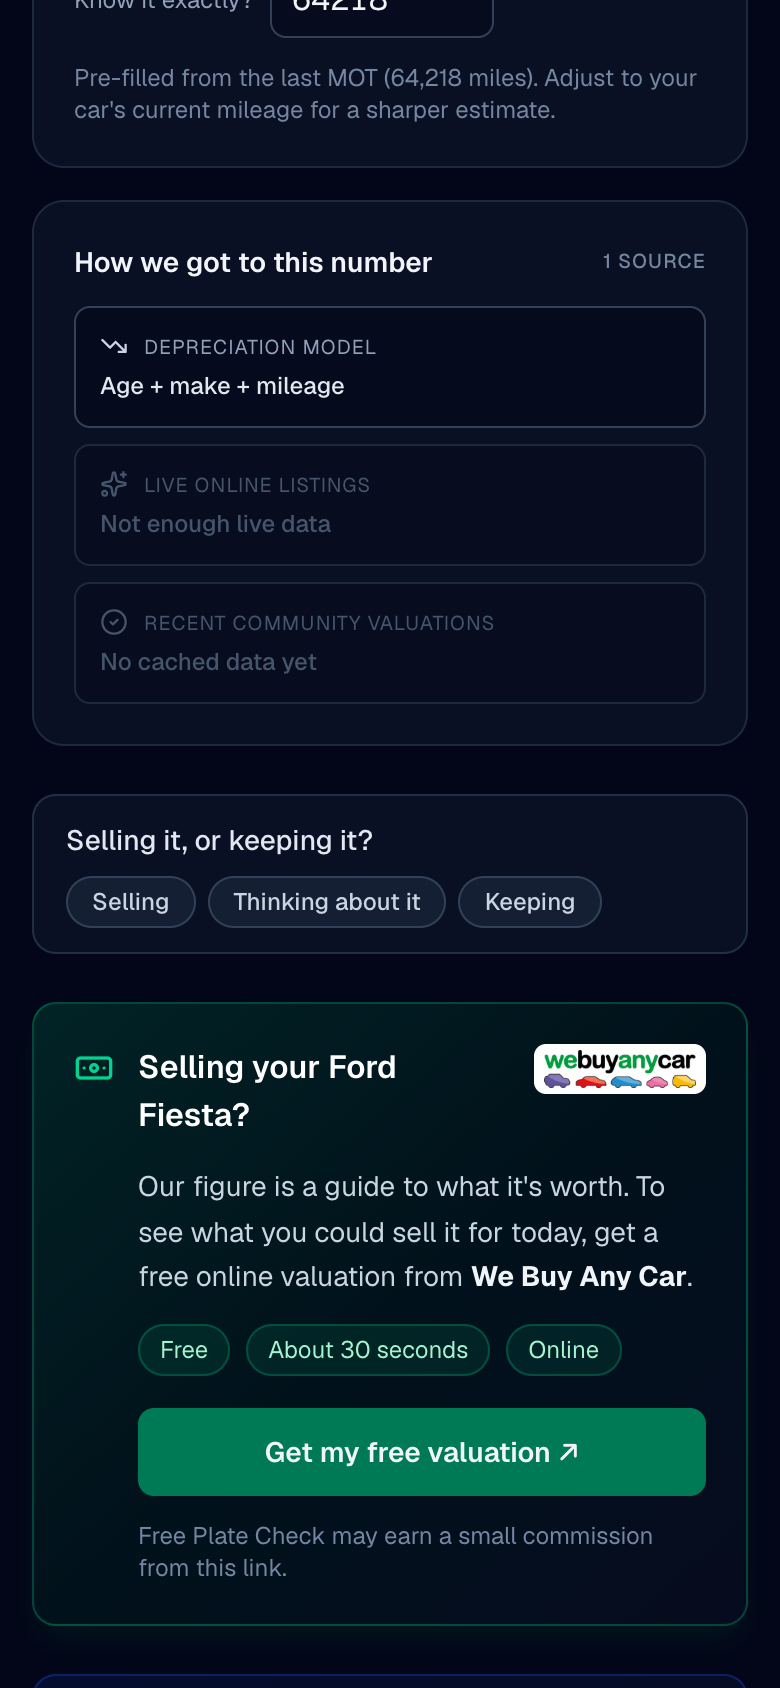 Know it exactly? 64218
Pre-filled from the last MOT (64,218 miles). Adjust to your
car's current mileage for a sharper estimate.
How we got to this number
1 SOURCE
DEPRECIATION MODEL
Age + make + mileage
LIVE ONLINE LISTINGS
Not enough live data
RECENT COMMUNITY VALUATIONS
No cached data yet
Selling it, or keeping it?
Selling
Thinking about it
Keeping
Selling your Ford
Fiesta?
webuyanycar
Our figure is a guide to what it's worth. To
see what you could sell it for today, get a
free online valuation from We Buy Any Car.
Free
About 30 seconds
Online
Get my free valuation ↗
Free Plate Check may earn a small commission
from this link.